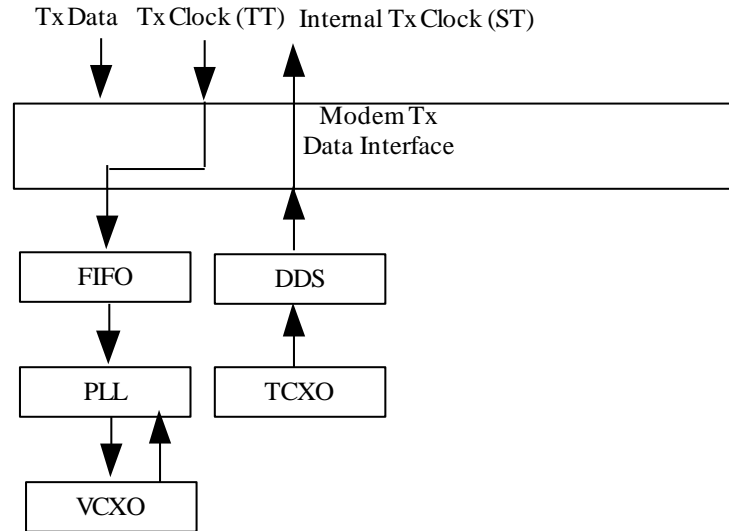 Tx Data
Tx Clock (TT)
Internal Tx Clock (ST)
Modem Tx
Data Interface
FIFO
DDS
PLL
TCXO
VCXO